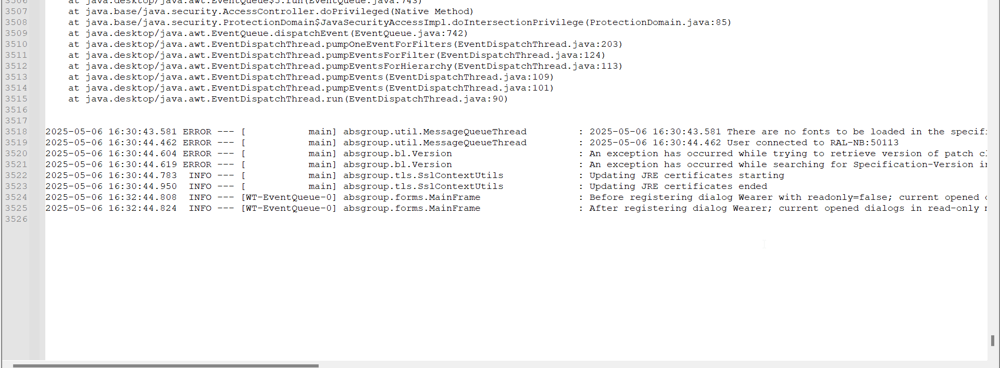 3506 at java.desktop/java.awt.EventQueue$5.run(EventQueue.java:743)
3507 at java.base/java.security.AccessController.doPrivileged(Native Method)
3508 at java.base/java.security.ProtectionDomain$JavaSecurityAccessImpl.doIntersectionPrivilege(ProtectionDomain.java:85)
3509 at java.desktop/java.awt.EventQueue.dispatchEvent(EventQueue.java:742)
3510 at java.desktop/java.awt.EventDispatchThread.pumpOneEventForFilters(EventDispatchThread.java:203)
3511 at java.desktop/java.awt.EventDispatchThread.pumpEventsForFilter(EventDispatchThread.java:124)
3512 at java.desktop/java.awt.EventDispatchThread.pumpEventsForHierarchy(EventDispatchThread.java:113)
3513 at java.desktop/java.awt.EventDispatchThread.pumpEvents(EventDispatchThread.java:109)
3514 at java.desktop/java.awt.EventDispatchThread.pumpEvents(EventDispatchThread.java:101)
3515 at java.desktop/java.awt.EventDispatchThread.run(EventDispatchThread.java:90)
3516
3517
3518 2025-05-06 16:30:43.581 ERROR --- [           main] absgroup.util.MessageQueueThread         : 2025-05-06 16:30:43.581 There are no fonts to be loaded in the specif
3519 2025-05-06 16:30:44.462 ERROR --- [           main] absgroup.util.MessageQueueThread         : 2025-05-06 16:30:44.462 User connected to RAL-NB:50113
3520 2025-05-06 16:30:44.604 ERROR --- [           main] absgroup.bl.Version                      : An exception has occurred while trying to retrieve version of patch cl
3521 2025-05-06 16:30:44.619 ERROR --- [           main] absgroup.bl.Version                      : An exception has occurred while searching for Specification-Version in
3522 2025-05-06 16:30:44.783  INFO --- [           main] absgroup.tls.SslContextUtils             : Updating JRE certificates starting
3523 2025-05-06 16:30:44.950  INFO --- [           main] absgroup.tls.SslContextUtils             : Updating JRE certificates ended
3524 2025-05-06 16:32:44.808  INFO --- [WT-EventQueue-0] absgroup.forms.MainFrame                 : Before registering dialog Wearer with readonly=false; current opened
3525 2025-05-06 16:32:44.824  INFO --- [WT-EventQueue-0] absgroup.forms.MainFrame                 : After registering dialog Wearer; current opened dialogs in read-only
3526